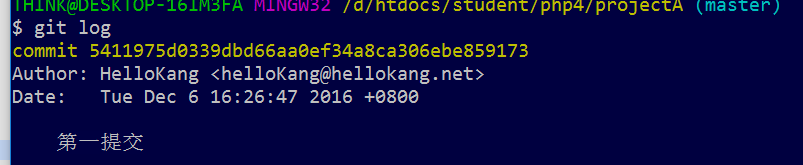 THINK@DESKTOP-161M3FA MINGW32 /d/htdocs/student/php4/projectA (master)
$ git log
commit 5411975d0339dbd66aa0ef34a8ca306ebe859173
Author: HelloKang <helloKang@hellokang.net>
Date:   Tue Dec 6 16:26:47 2016 +0800
第一提交